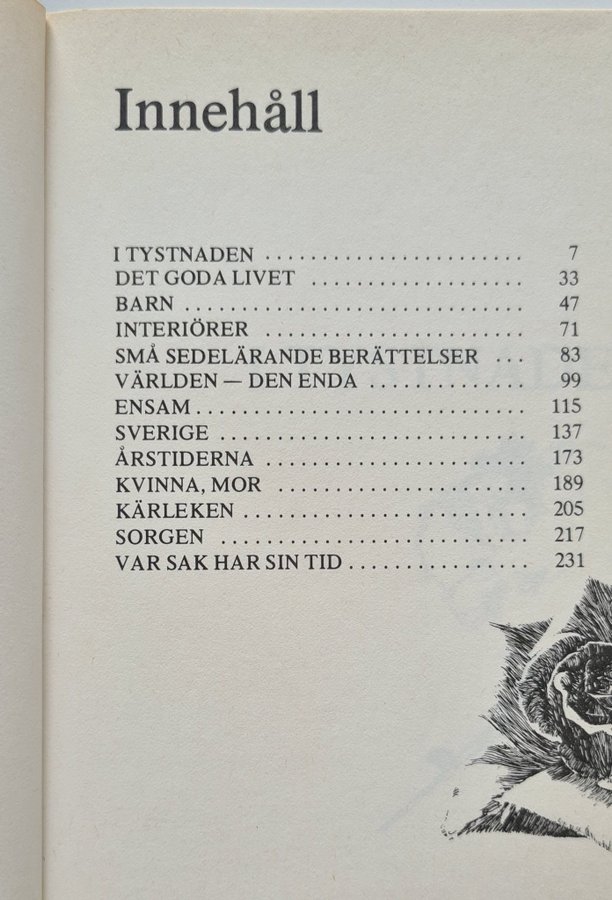 Innehåll
I TYSTNADEN ........................ 7
DET GODA LIVET .................... 33
BARN ............................... 47
INTERIÖRER ........................ 71
SMÅ SEDELÄRANDE BERÄTTELSER ... 83
VÄRLDEN — DEN ENDA .............. 99
ENSAM .............................. 115
SVERIGE ............................ 137
ÅRSTIDERNA ........................ 173
KVINNA, MOR ....................... 189
KÄRLEKEN .......................... 205
SORGEN ............................ 217
VAR SAK HAR SIN TID ................ 231